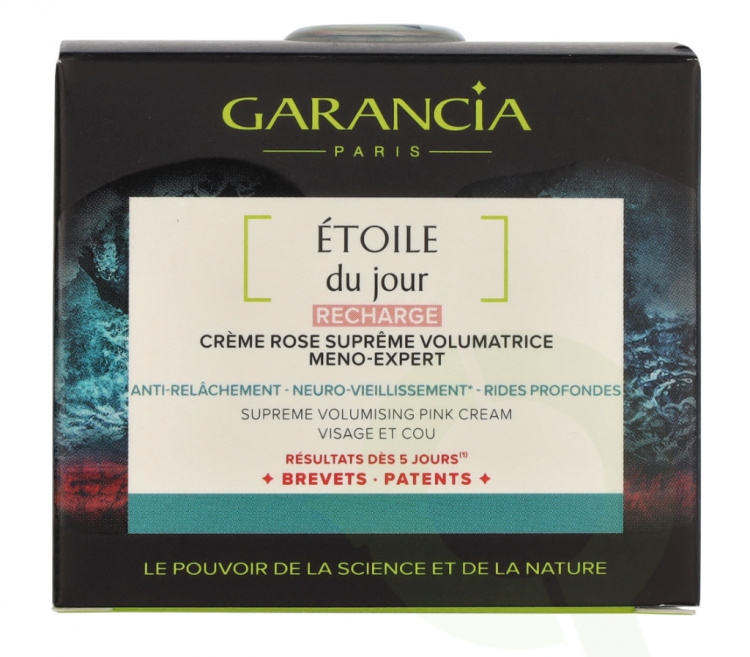 GARANCIA
PARIS
ÉTOILE
du jour
RECHARGE
CRÈME ROSE SUPRÊME VOLUMATRICE
MENO-EXPERT
ANTI-RELÂCHEMENT - NEURO-VIEILLISSEMENT* - RIDES PROFONDES
SUPREME VOLUMISING PINK CREAM
VISAGE ET COU
RÉSULTATS DÈS 5 JOURS(1)
✦ BREVETS · PATENTS ✦
LE POUVOIR DE LA SCIENCE ET DE LA NATURE